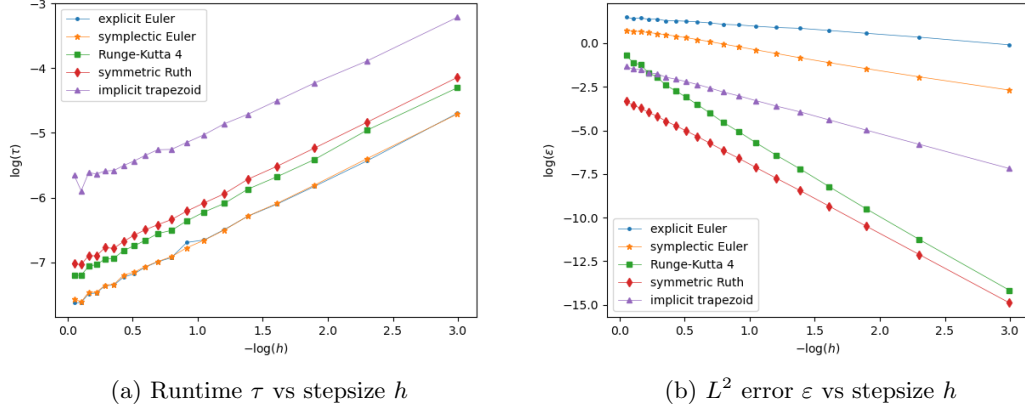 −3
−4
−5
−6
−7
log(τ)
explicit Euler
symplectic Euler
Runge-Kutta 4
symmetric Ruth
implicit trapezoid
0.0 0.5 1.0 1.5 2.0 2.5 3.0
−log(h)
(a) Runtime τ vs stepsize h
0.0
−2.5
−5.0
−7.5
−10.0
−12.5
−15.0
log(ε)
explicit Euler
symplectic Euler
Runge-Kutta 4
symmetric Ruth
implicit trapezoid
0.0 0.5 1.0 1.5 2.0 2.5 3.0
−log(h)
(b) L² error ε vs stepsize h